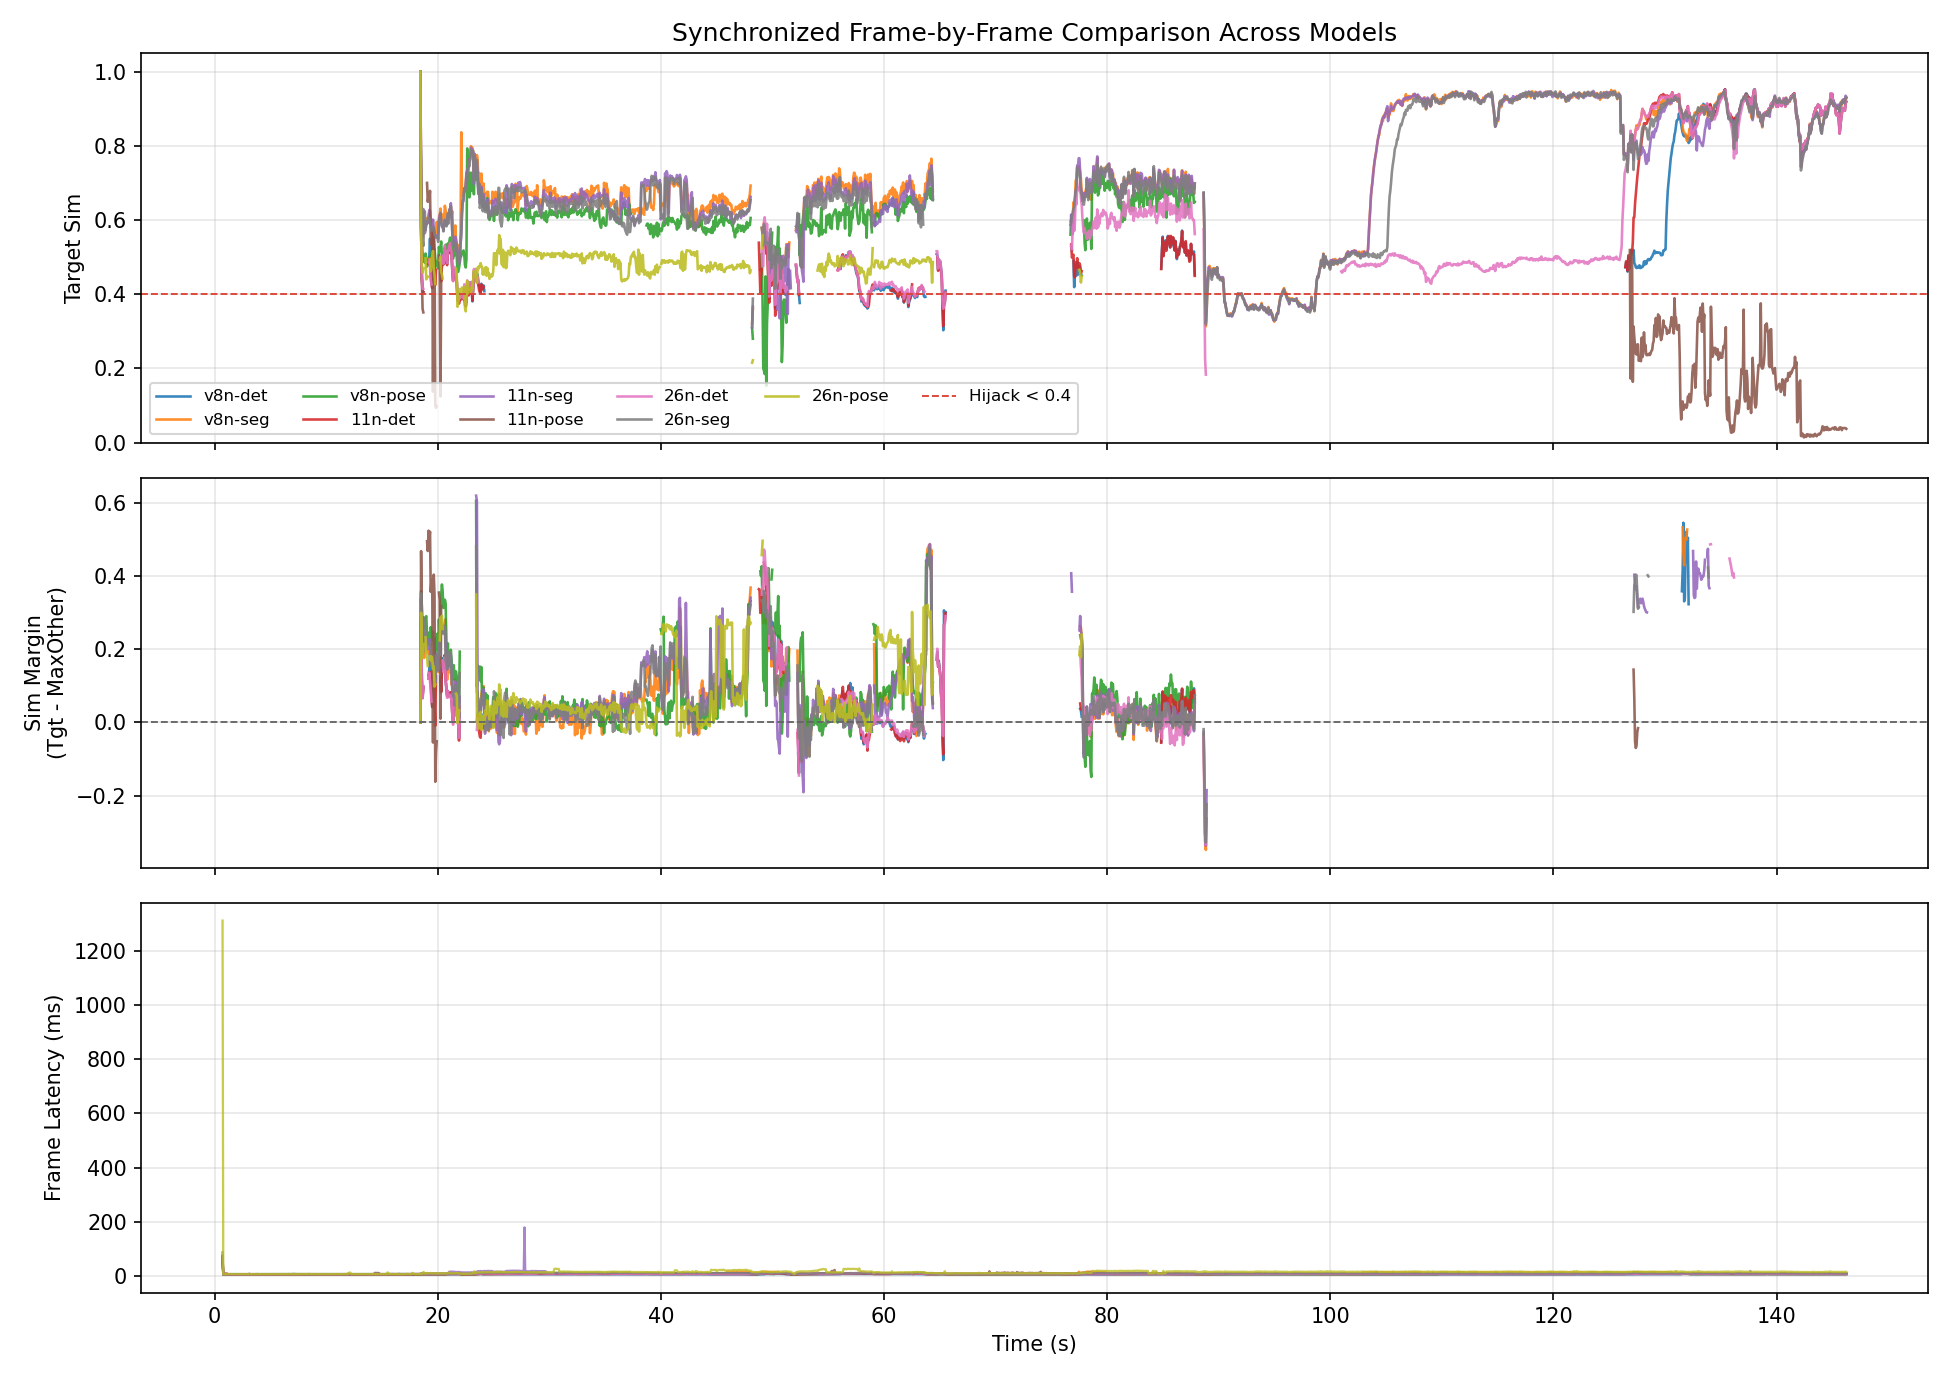 Synchronized Frame-by-Frame Comparison Across Models
Target Sim
1.0
0.8
0.6
0.4
0.2
0.0
v8n-det
v8n-seg
v8n-pose
11n-det
11n-seg
11n-pose
26n-det
26n-seg
26n-pose
Hijack < 0.4
Sim Margin
(Tgt - MaxOther)
0.6
0.4
0.2
0.0
−0.2
Frame Latency (ms)
1200
1000
800
600
400
200
0
0 20 40 60 80 100 120 140
Time (s)